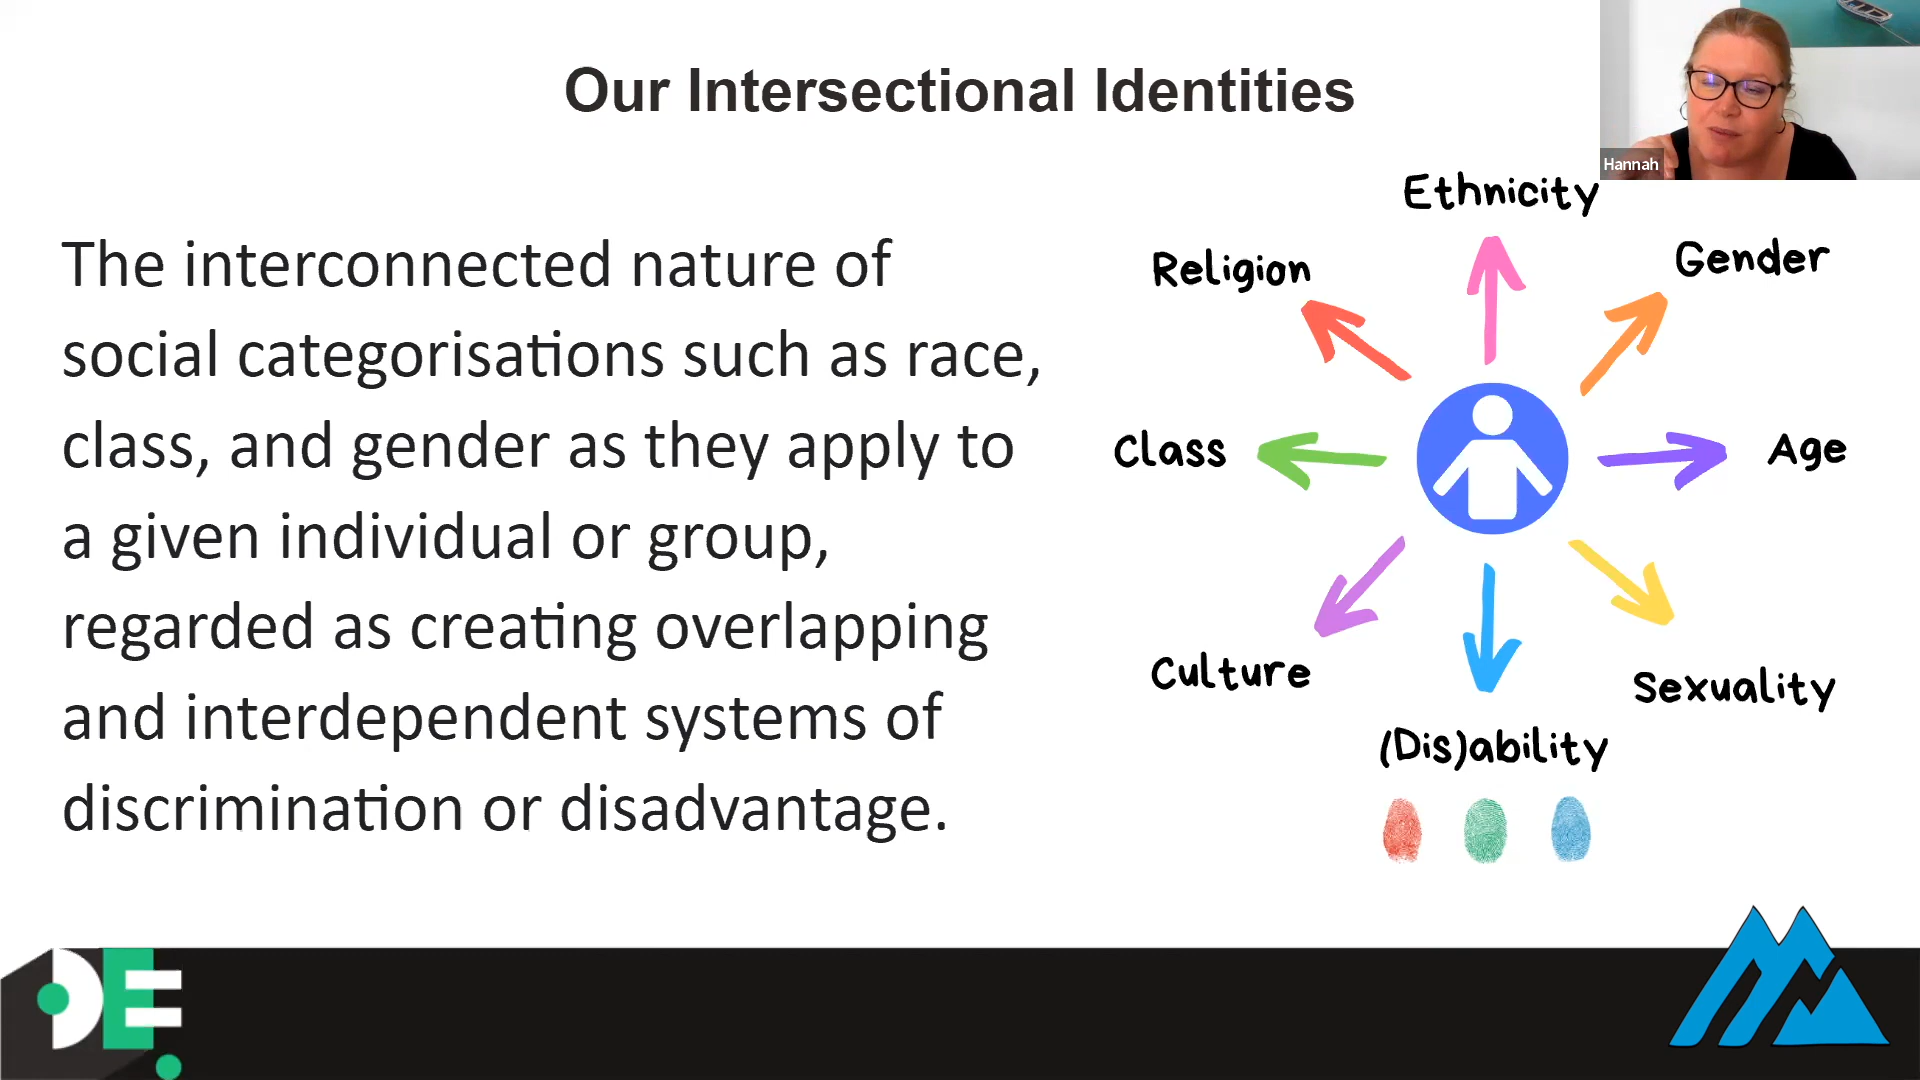 Our Intersectional Identities
Hannah
The interconnected nature of
social categorisations such as race,
class, and gender as they apply to
a given individual or group,
regarded as creating overlapping
and interdependent systems of
discrimination or disadvantage.
Ethnicity
Religion
Gender
Class
Age
Culture
Sexuality
(Dis)ability
DE